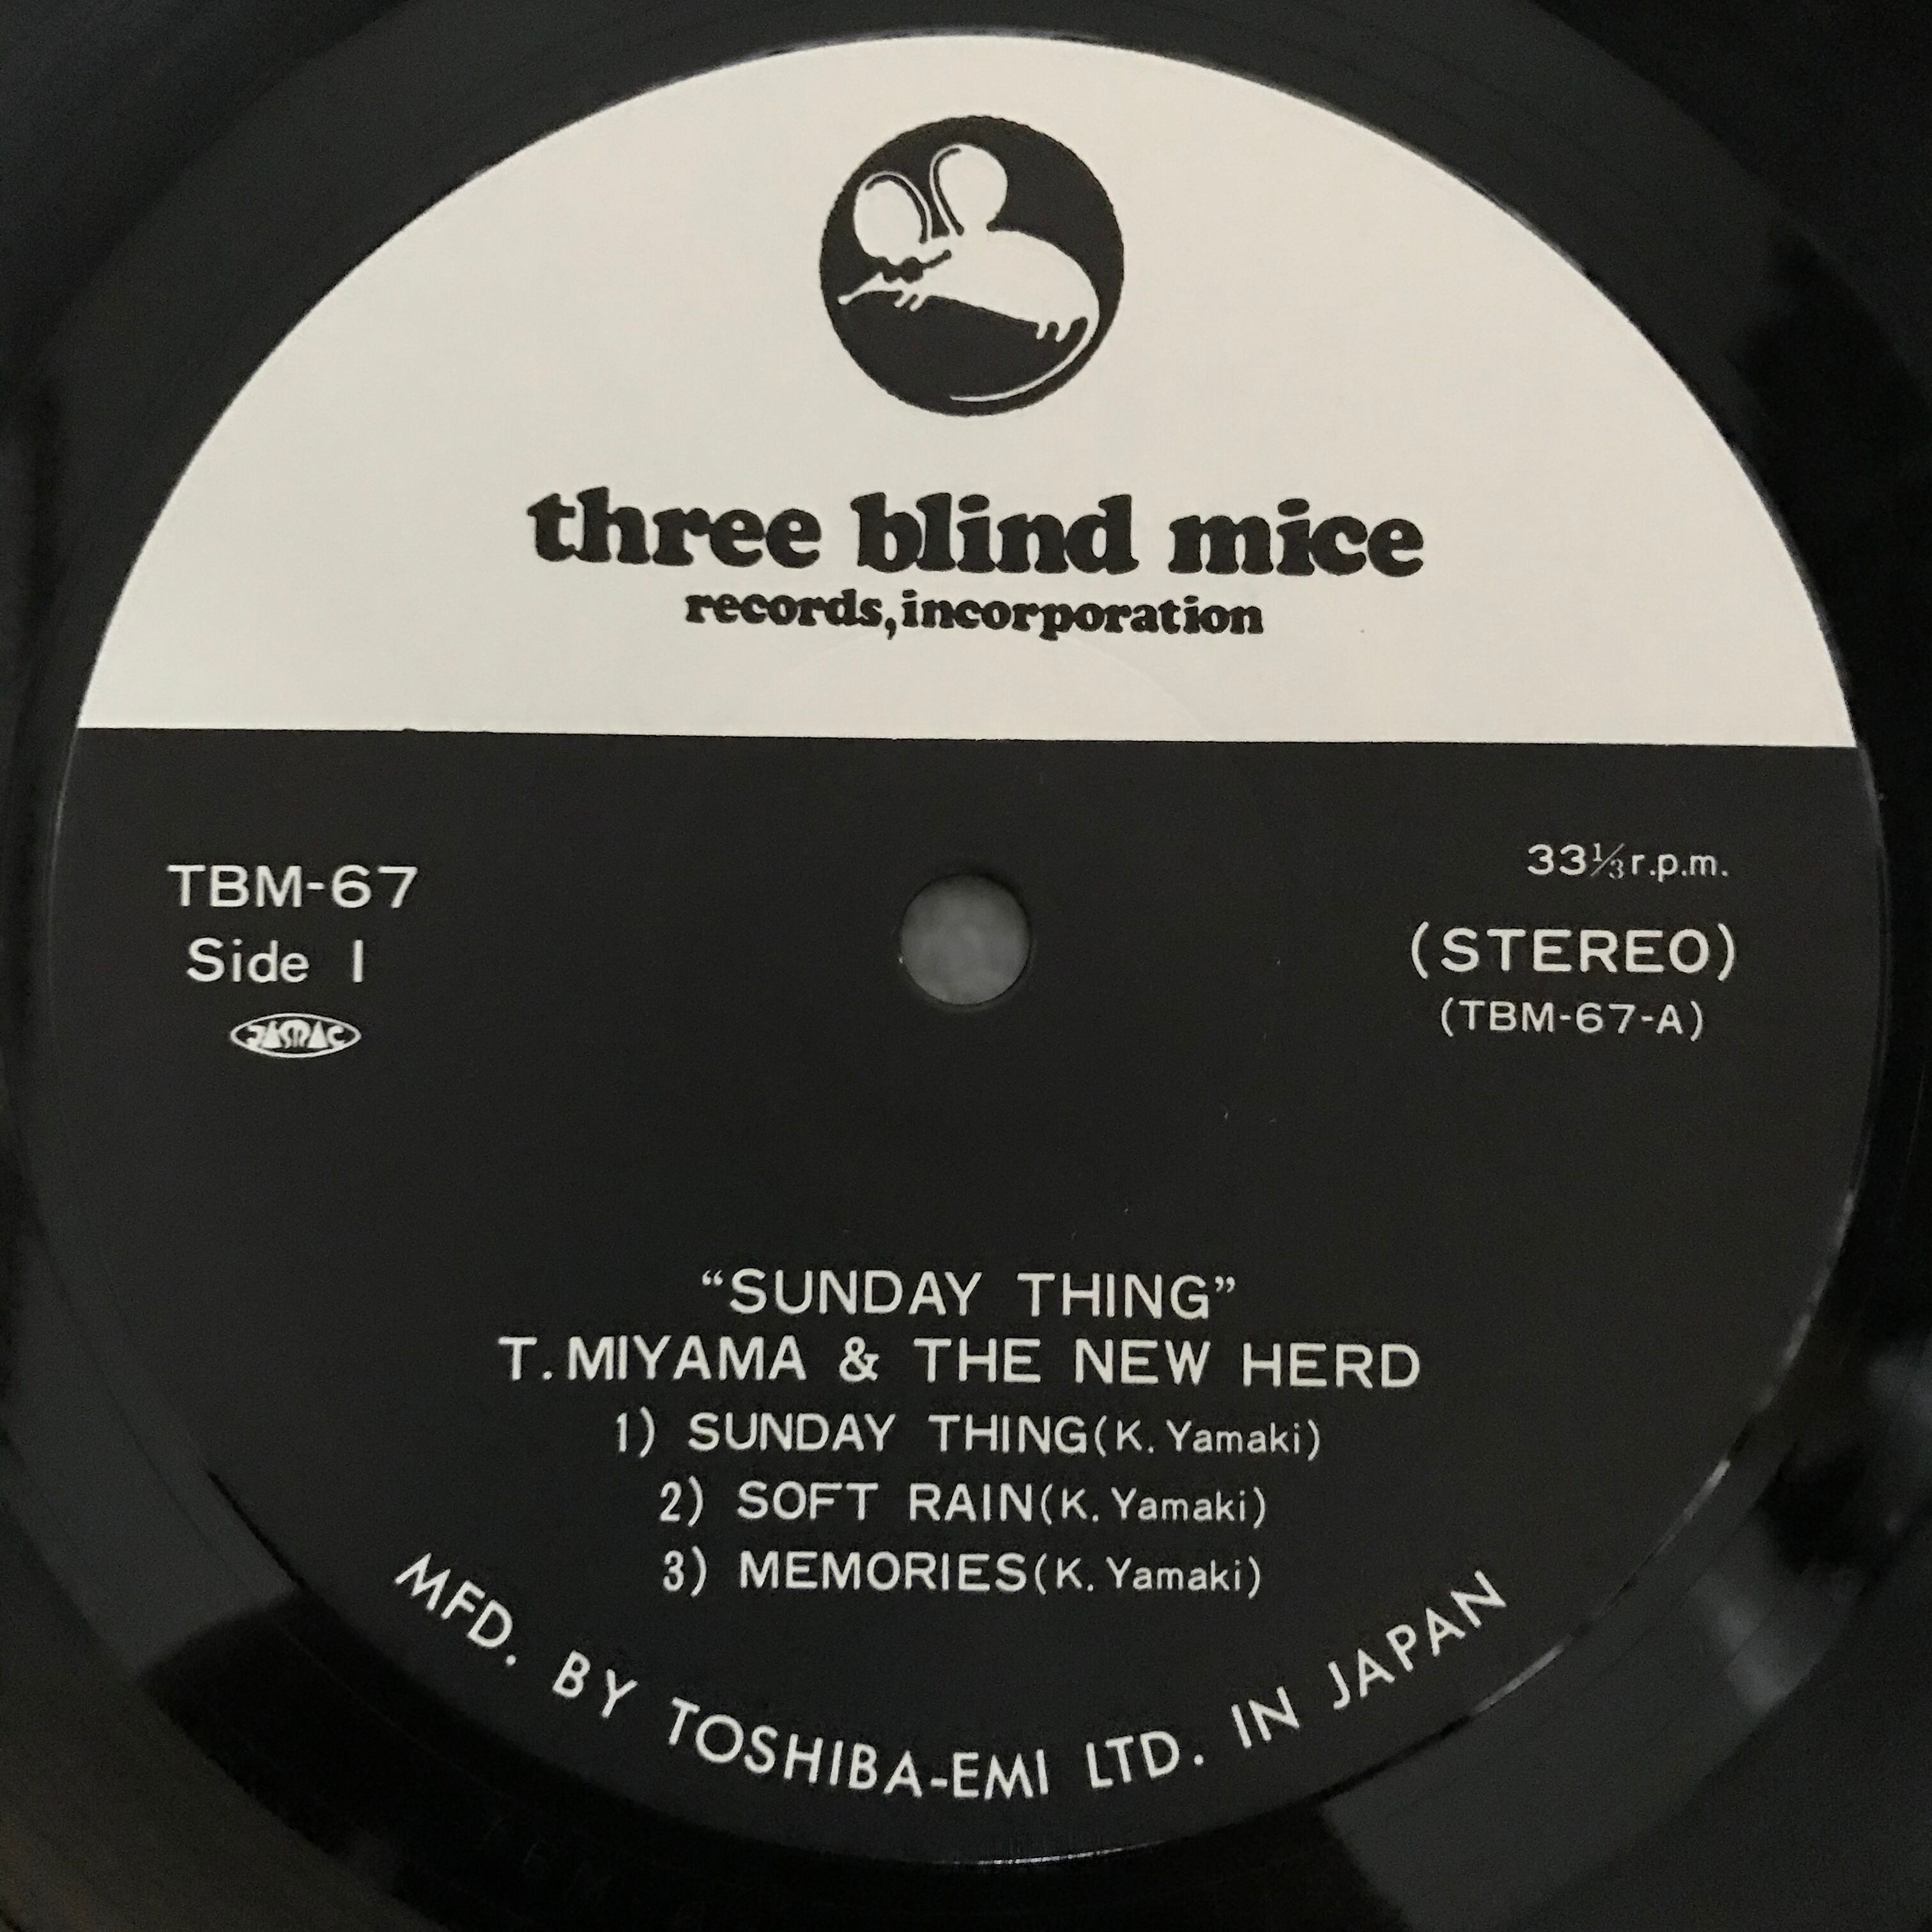 three blind mice
records,incorporation
TBM-67
Side 1
JASRAC
33⅓r.p.m.
(STEREO)
(TBM-67-A)
“SUNDAY THING”
T. MIYAMA & THE NEW HERD
1) SUNDAY THING(K. Yamaki)
2) SOFT RAIN(K. Yamaki)
3) MEMORIES(K. Yamaki)
MFD. BY TOSHIBA-EMI LTD. IN JAPAN